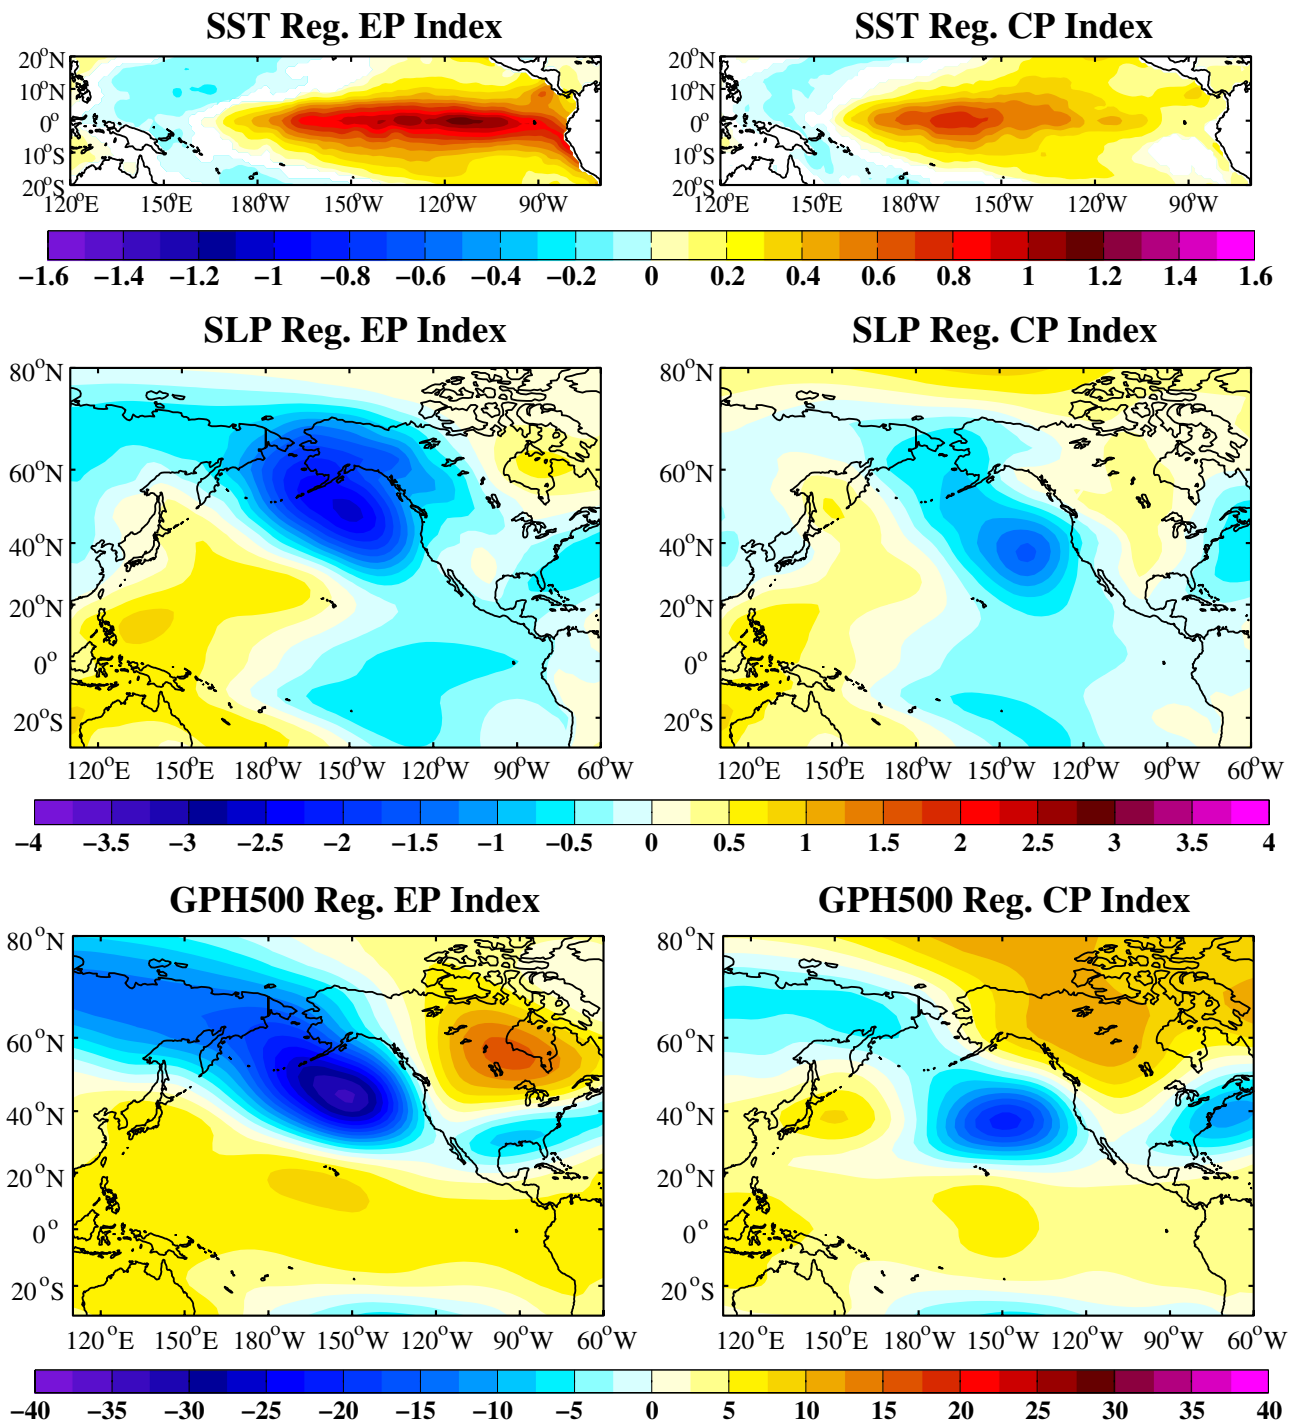 SST Reg. EP Index SST Reg. CP Index
20°N 20°N
10°N 10°N
0° 0°
10°S 10°S
20°S 20°S
120°E 150°E 180°W 150°W 120°W 90°W 120°E 150°E 180°W 150°W 120°W 90°W
−1.6 −1.4 −1.2 −1 −0.8 −0.6 −0.4 −0.2 0 0.2 0.4 0.6 0.8 1 1.2 1.4 1.6
SLP Reg. EP Index SLP Reg. CP Index
80°N 80°N
60°N 60°N
40°N 40°N
20°N 20°N
0° 0°
20°S 20°S
120°E 150°E 180°W 150°W 120°W 90°W 60°W 120°E 150°E 180°W 150°W 120°W 90°W 60°W
−4 −3.5 −3 −2.5 −2 −1.5 −1 −0.5 0 0.5 1 1.5 2 2.5 3 3.5 4
GPH500 Reg. EP Index GPH500 Reg. CP Index
80°N 80°N
60°N 60°N
40°N 40°N
20°N 20°N
0° 0°
20°S 20°S
120°E 150°E 180°W 150°W 120°W 90°W 60°W 120°E 150°E 180°W 150°W 120°W 90°W 60°W
−40 −35 −30 −25 −20 −15 −10 −5 0 5 10 15 20 25 30 35 40